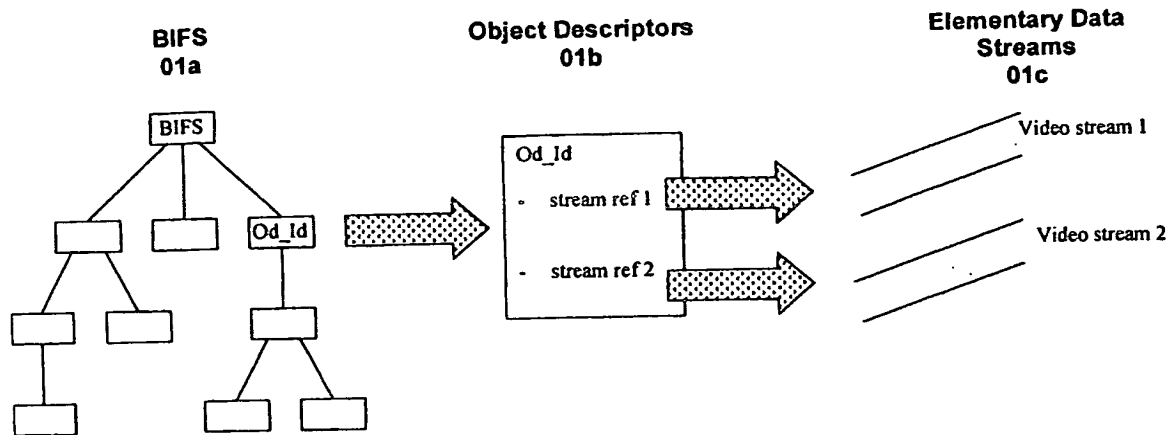 BIFS
01a
Object Descriptors
01b
Elementary Data
Streams
01c
BIFS
Od_Id
Od_Id
- stream ref 1
- stream ref 2
Video stream 1
Video stream 2